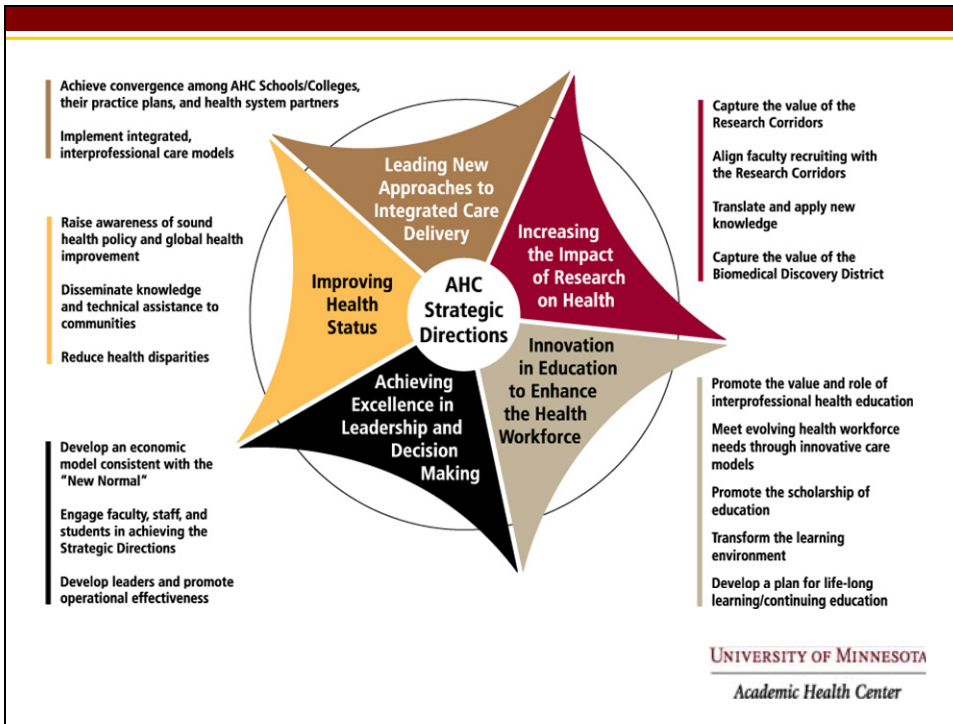 Achieve convergence among AHC Schools/Colleges,
their practice plans, and health system partners
Implement integrated,
interprofessional care models
Raise awareness of sound
health policy and global health
improvement
Disseminate knowledge
and technical assistance to
communities
Reduce health disparities
Develop an economic
model consistent with the
“New Normal”
Engage faculty, staff, and
students in achieving the
Strategic Directions
Develop leaders and promote
operational effectiveness
Leading New
Approaches to
Integrated Care
Delivery
Increasing
the Impact
of Research
on Health
Improving
Health
Status
AHC
Strategic
Directions
Innovation
in Education
to Enhance
the Health
Workforce
Achieving
Excellence in
Leadership and
Decision
Making
Capture the value of the
Research Corridors
Align faculty recruiting with
the Research Corridors
Translate and apply new
knowledge
Capture the value of the
Biomedical Discovery District
Promote the value and role of
interprofessional health education
Meet evolving health workforce
needs through innovative care
models
Promote the scholarship of
education
Transform the learning
environment
Develop a plan for life-long
learning/continuing education
UNIVERSITY OF MINNESOTA
Academic Health Center